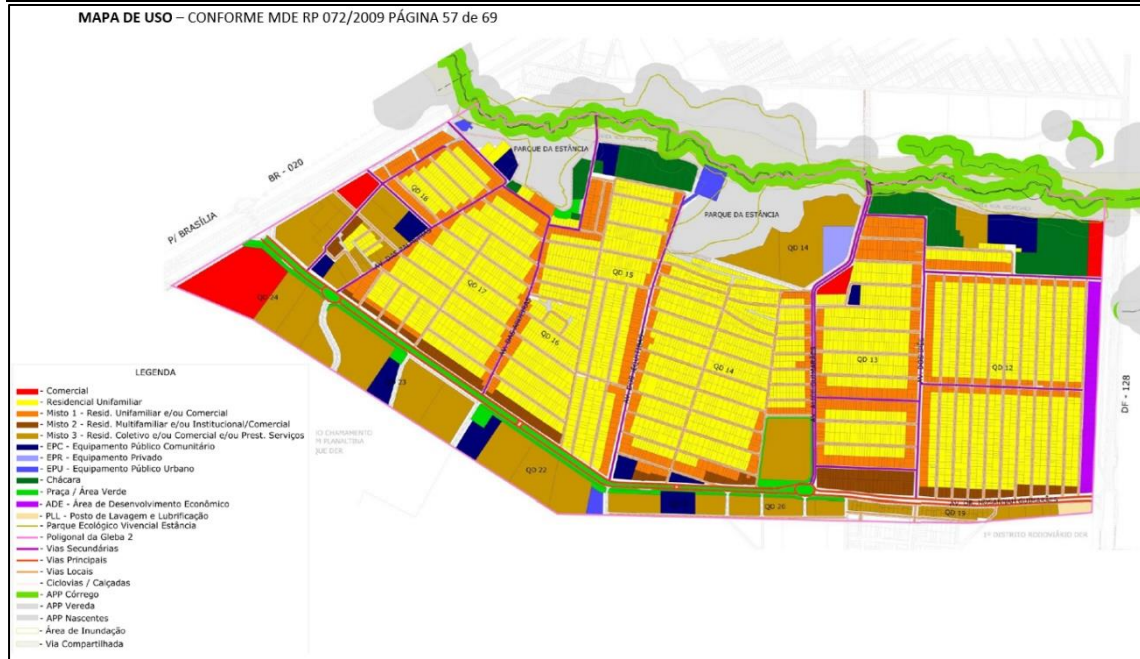 MAPA DE USO – CONFORME MDE RP 072/2009 PÁGINA 57 de 69
BR - 020
P/ BRASÍLIA
PARQUE DA ESTÂNCIA
PARQUE DA ESTÂNCIA
QD 18
QD 14
QD 15
QD 17
QD 24
QD 16
QD 13
QD 12
QD 14
DF - 128
QD 22
QD 20
QD 19
LEGENDA
- Comercial
- Residencial Unifamiliar
- Misto 1 - Resid. Unifamiliar e/ou Comercial
- Misto 2 - Resid. Multifamiliar e/ou Institucional/Comercial
- Misto 3 - Resid. Coletivo e/ou Comercial e/ou Prest. Serviços
- EPC - Equipamento Público Comunitário
- EPR - Equipamento Privado
- EPU - Equipamento Público Urbano
- Chácara
- Praça / Área Verde
- ADE - Área de Desenvolvimento Econômico
- PLL - Posto de Lavagem e Lubrificação
- Parque Ecológico Vivencial Estância
- Poligonal da Gleba 2
- Vias Secundárias
- Vias Principais
- Vias Locais
- Ciclovias / Calçadas
- APP Córrego
- APP Vereda
- APP Nascentes
- Área de Inundação
- Via Compartilhada